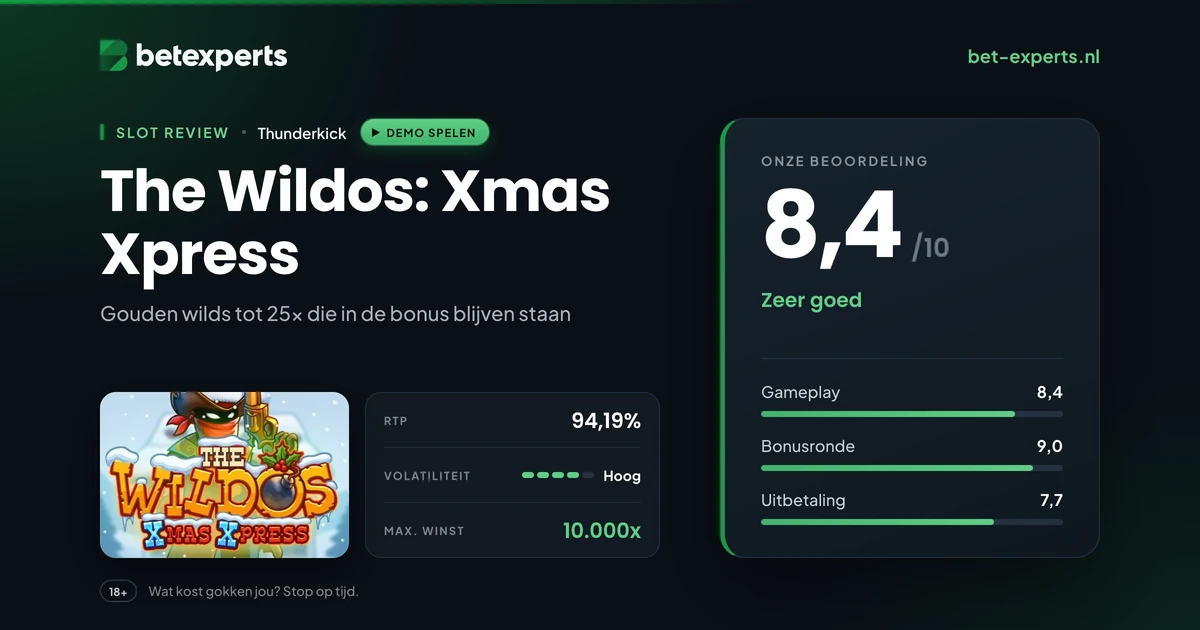 betexperts
bet-experts.nl
SLOT REVIEW • Thunderkick ▶ DEMO SPELEN
The Wildos: Xmas
Xpress
Gouden wilds tot 25× die in de bonus blijven staan
THE
WILDOS
XMAS XPRESS
RTP 94,19%
VOLATILITEIT Hoog
MAX. WINST 10.000x
ONZE BEOORDELING
8,4 /10
Zeer goed
Gameplay 8,4
Bonusronde 9,0
Uitbetaling 7,7
18+ Wat kost gokken jou? Stop op tijd.